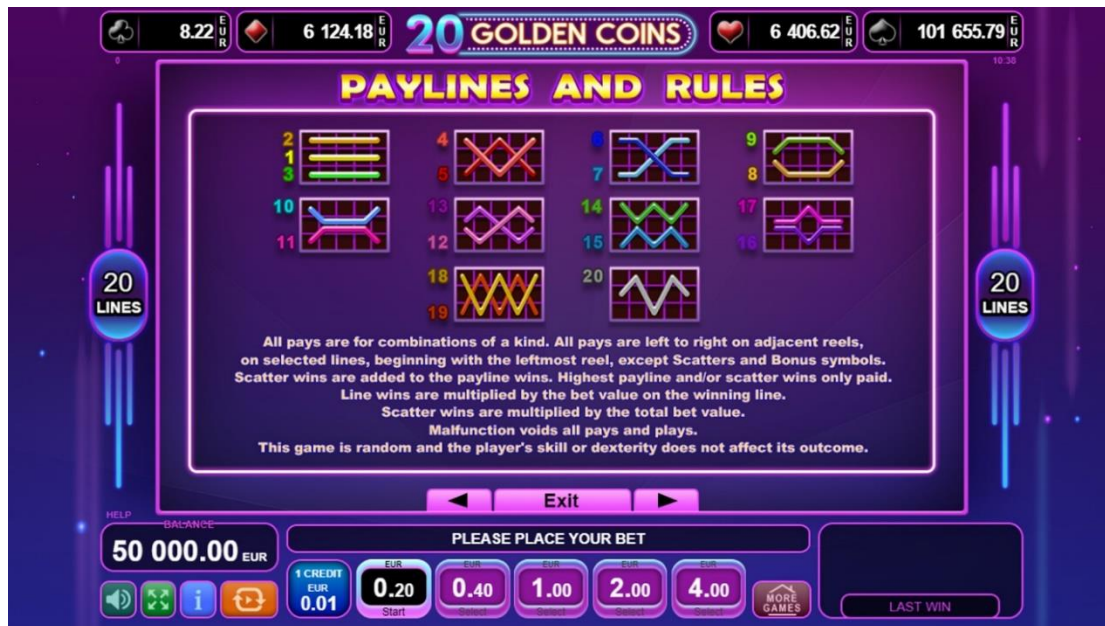 8.22 EUR
6 124.18 EUR
20 GOLDEN COINS
6 406.62 EUR
101 655.79 EUR
0
10:38
PAYLINES AND RULES
2
1
3
4
5
6
7
9
8
10
11
13
12
14
15
17
16
18
19
20
20
LINES
20
LINES
All pays are for combinations of a kind. All pays are left to right on adjacent reels,
on selected lines, beginning with the leftmost reel, except Scatters and Bonus symbols.
Scatter wins are added to the payline wins. Highest payline and/or scatter wins only paid.
Line wins are multiplied by the bet value on the winning line.
Scatter wins are multiplied by the total bet value.
Malfunction voids all pays and plays.
This game is random and the player's skill or dexterity does not affect its outcome.
Exit
HELP
BALANCE
50 000.00 EUR
PLEASE PLACE YOUR BET
1 CREDIT
EUR
0.01
EUR
0.20
Start
EUR
0.40
Select
EUR
1.00
Select
EUR
2.00
Select
EUR
4.00
Select
MORE
GAMES
LAST WIN